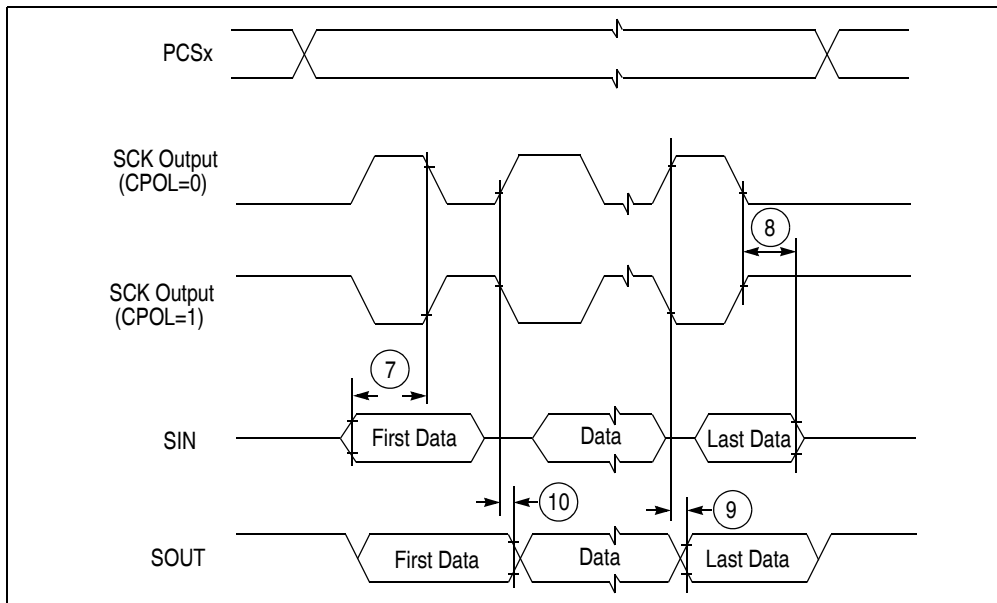 PCSx
SCK Output
(CPOL=0)
8
SCK Output
(CPOL=1)
7
SIN
First Data
Data
Last Data
10
9
SOUT
First Data
Data
Last Data